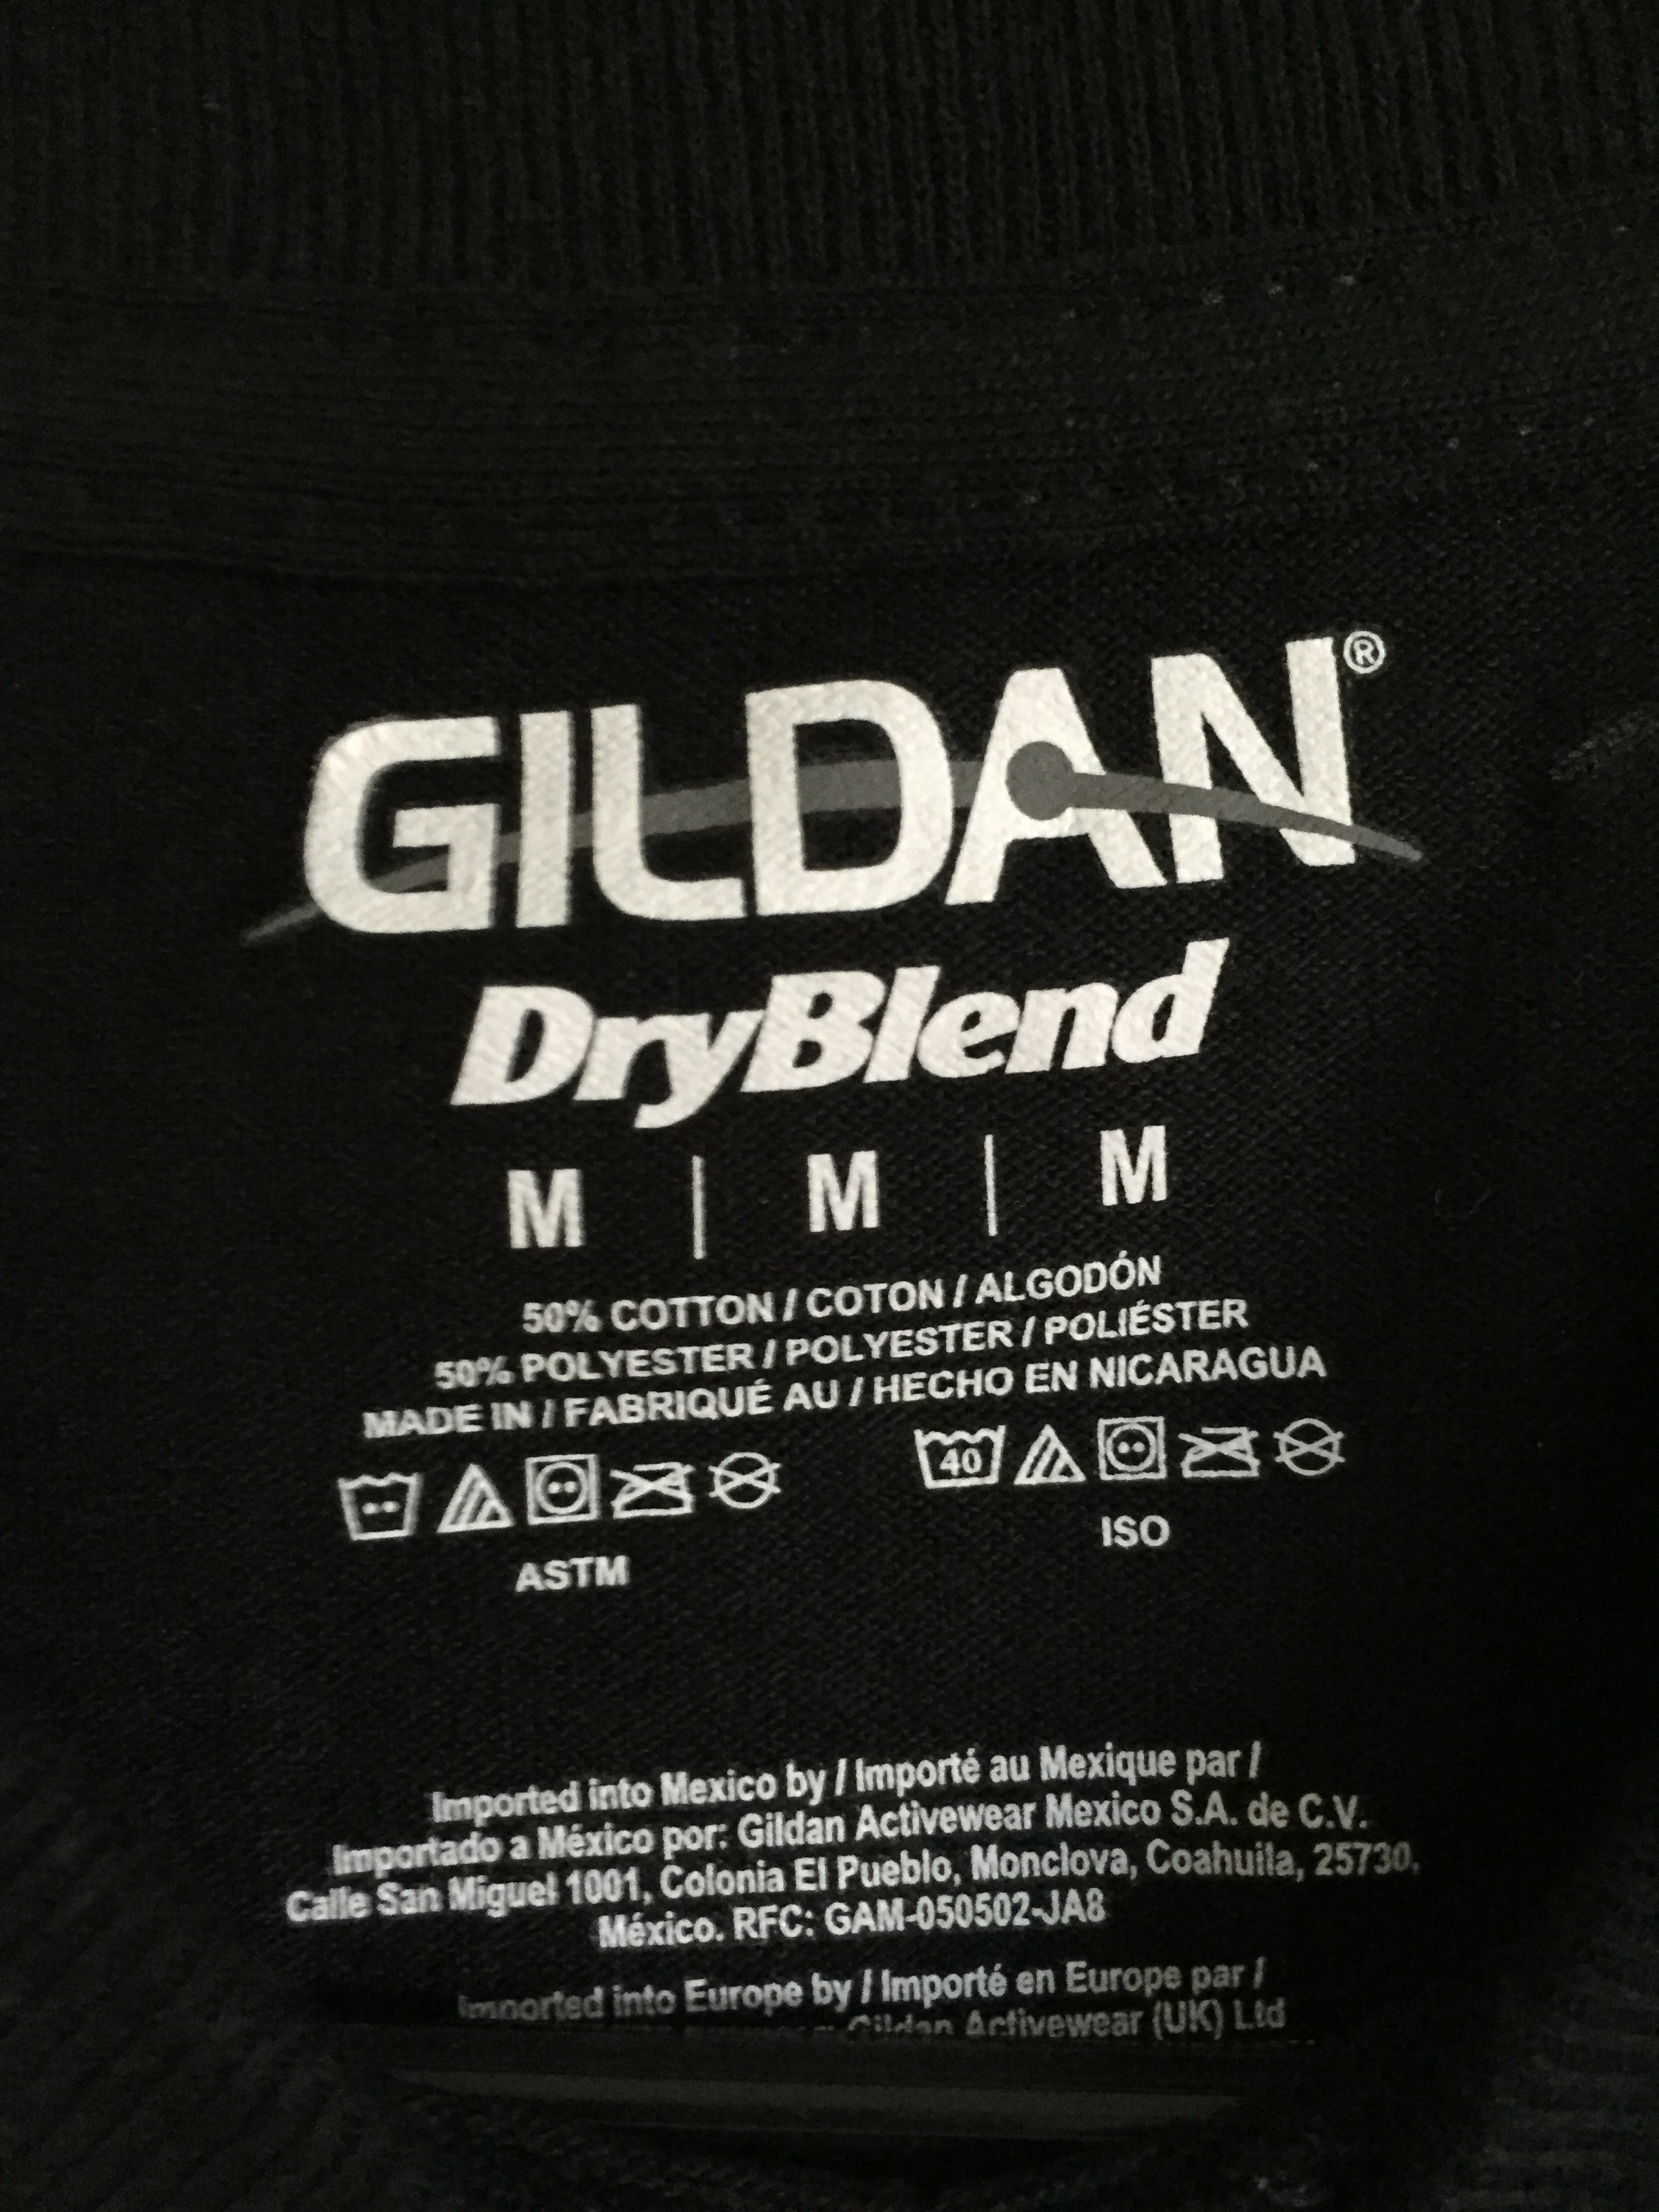 GILDAN®
DryBlend
M | M | M
50% COTTON / COTON / ALGODÓN
50% POLYESTER / POLYESTER / POLIÉSTER
MADE IN / FABRIQUÉ AU / HECHO EN NICARAGUA
40
ASTM
ISO
Imported into Mexico by / Importé au Mexique par /
Importado a México por: Gildan Activewear Mexico S.A. de C.V.
Calle San Miguel 1001, Colonia El Pueblo, Monclova, Coahuila, 25730.
México. RFC: GAM-050502-JA8
Imported into Europe by / Importé en Europe par /
Gildan Activewear (UK) Ltd